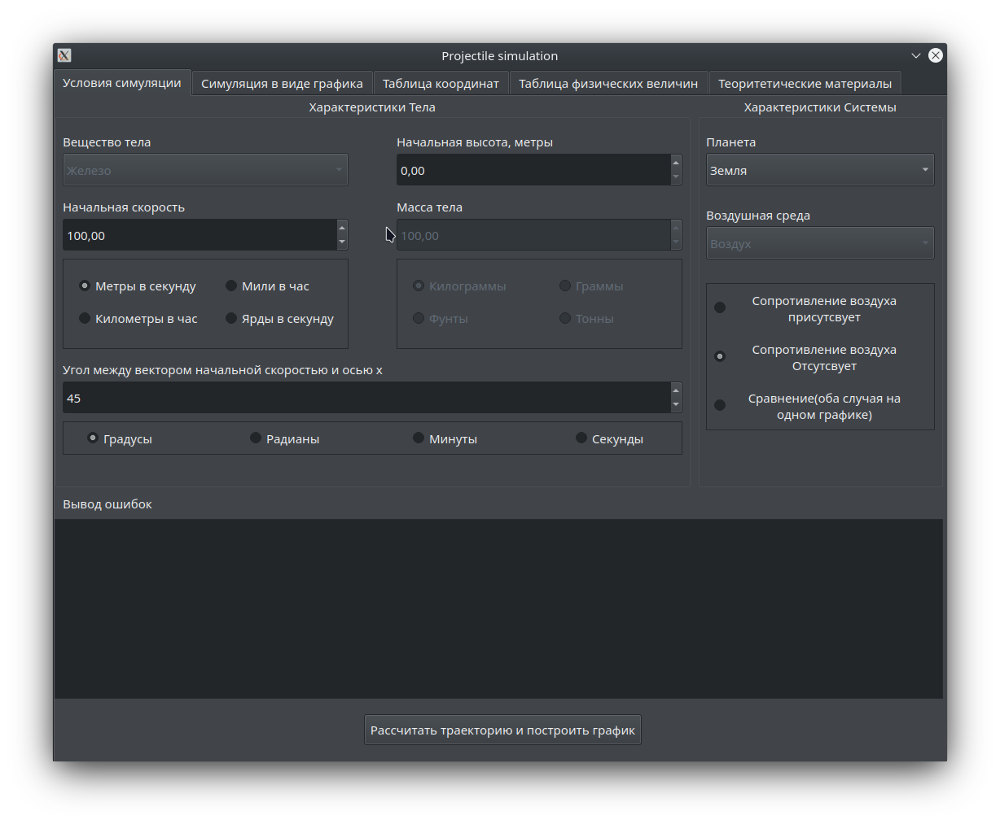 Projectile simulation
Условия симуляции
Симуляция в виде графика
Таблица координат
Таблица физических величин
Теоритетические материалы
Характеристики Тела
Характеристики Системы
Вещество тела
Начальная высота, метры
Планета
Железо
0,00
Земля
Начальная скорость
Масса тела
Воздушная среда
100,00
100,00
Воздух
Метры в секунду
Мили в час
Километры в час
Ярды в секунду
Килограммы
Граммы
Фунты
Тонны
Сопротивление воздуха
присутсвует
Сопротивление воздуха
Отсутсвует
Сравнение(оба случая на
одном графике)
Угол между вектором начальной скоростью и осью x
45
Градусы
Радианы
Минуты
Секунды
Вывод ошибок
Рассчитать траекторию и построить график